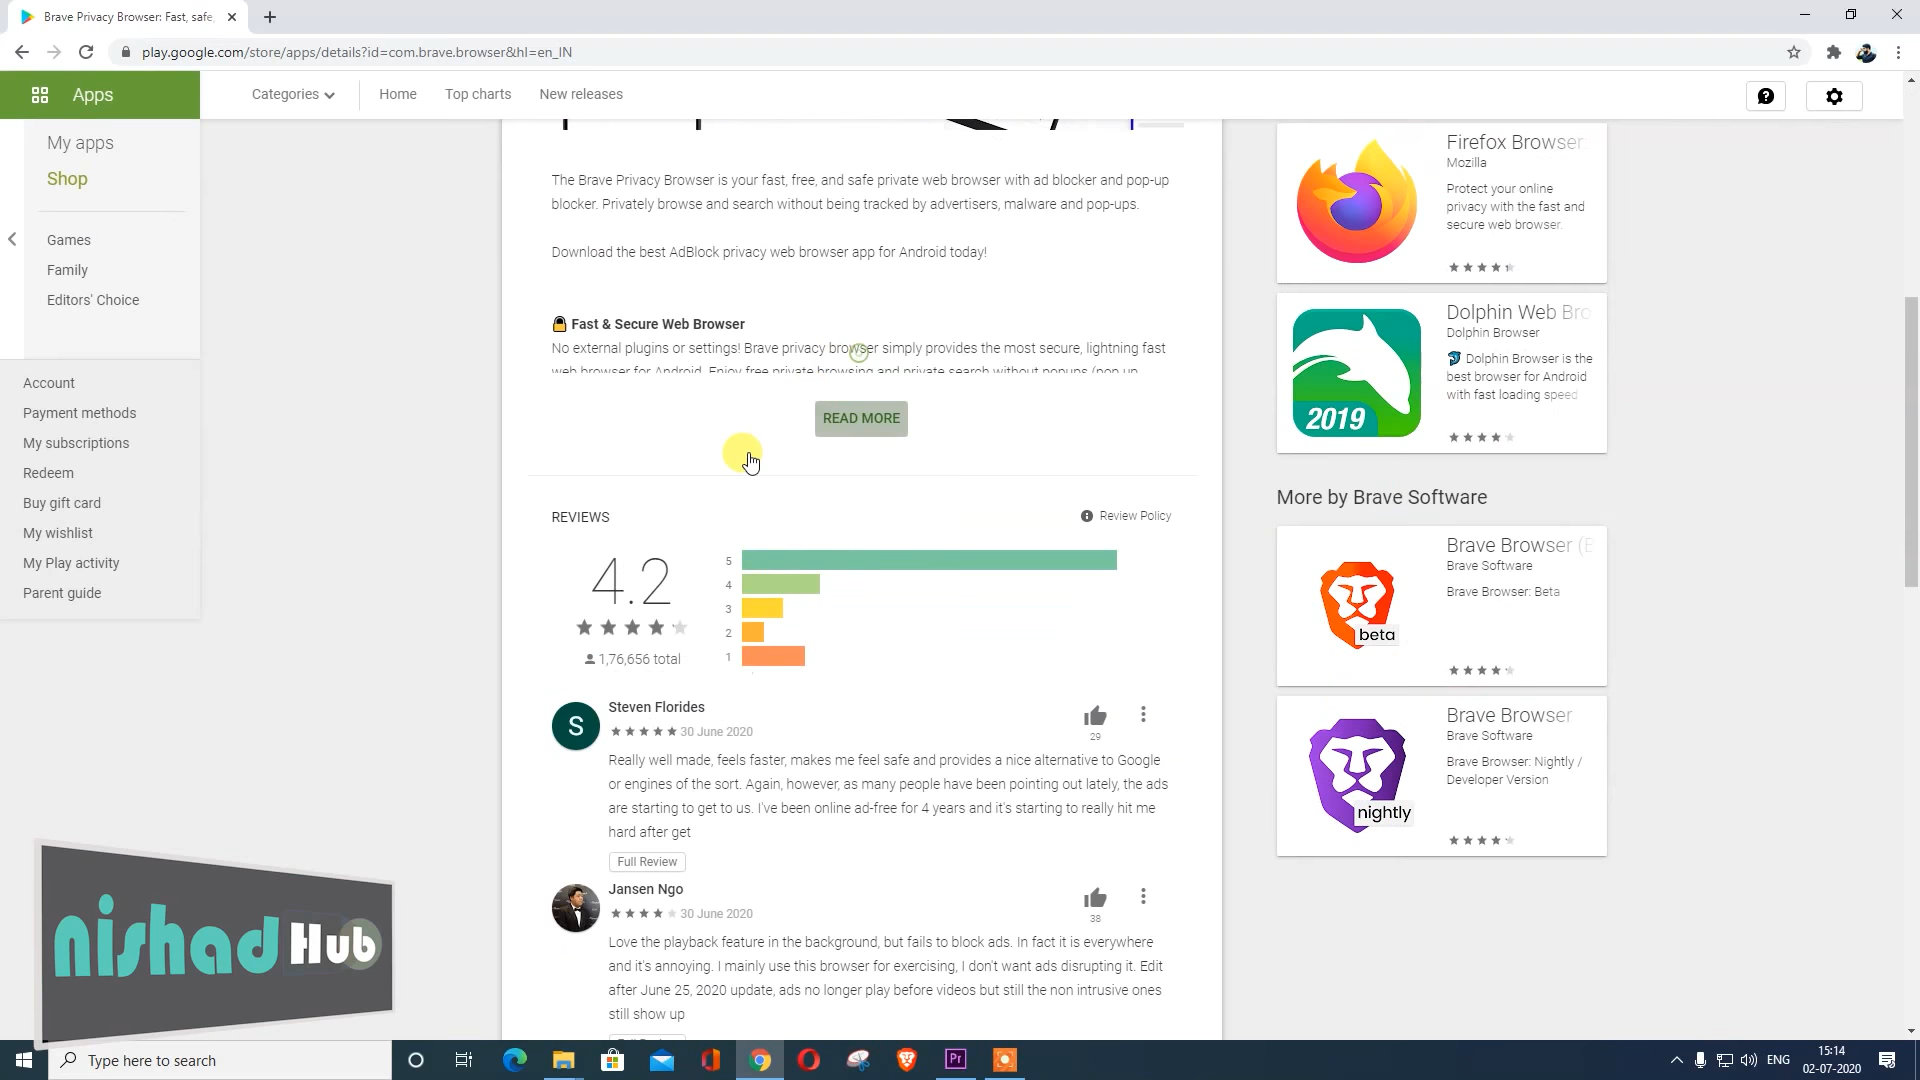 Brave Privacy Browser: Fast, safe,
play.google.com/store/apps/details?id=com.brave.browser&hl=en_IN
Apps
Categories
Home
Top charts
New releases
My apps
Shop
Games
Family
Editors' Choice
Account
Payment methods
My subscriptions
Redeem
Buy gift card
My wishlist
My Play activity
Parent guide
The Brave Privacy Browser is your fast, free, and safe private web browser with ad blocker and pop-up
blocker. Privately browse and search without being tracked by advertisers, malware and pop-ups.
Download the best AdBlock privacy web browser app for Android today!
🔒 Fast & Secure Web Browser
No external plugins or settings! Brave privacy browser simply provides the most secure, lightning fast
web browser for Android. Enjoy free private browsing and private search without popups (pop up
READ MORE
REVIEWS
Review Policy
4.2
1,76,656 total
5
4
3
2
1
S
Steven Florides
30 June 2020
29
Really well made, feels faster, makes me feel safe and provides a nice alternative to Google
or engines of the sort. Again, however, as many people have been pointing out lately, the ads
are starting to get to us. I've been online ad-free for 4 years and it's starting to really hit me
hard after get
Full Review
Jansen Ngo
30 June 2020
38
Love the playback feature in the background, but fails to block ads. In fact it is everywhere
and it's annoying. I mainly use this browser for exercising, I don't want ads disrupting it. Edit
after June 25, 2020 update, ads no longer play before videos but still the non intrusive ones
still show up
Firefox Browser:
Mozilla
Protect your online
privacy with the fast and
secure web browser.
2019
Dolphin Web Bro
Dolphin Browser
Dolphin Browser is the
best browser for Android
with fast loading speed
More by Brave Software
beta
Brave Browser (B
Brave Software
Brave Browser: Beta
nightly
Brave Browser
Brave Software
Brave Browser: Nightly /
Developer Version
nishad Hub
Type here to search
Pr
ENG
15:14
02-07-2020